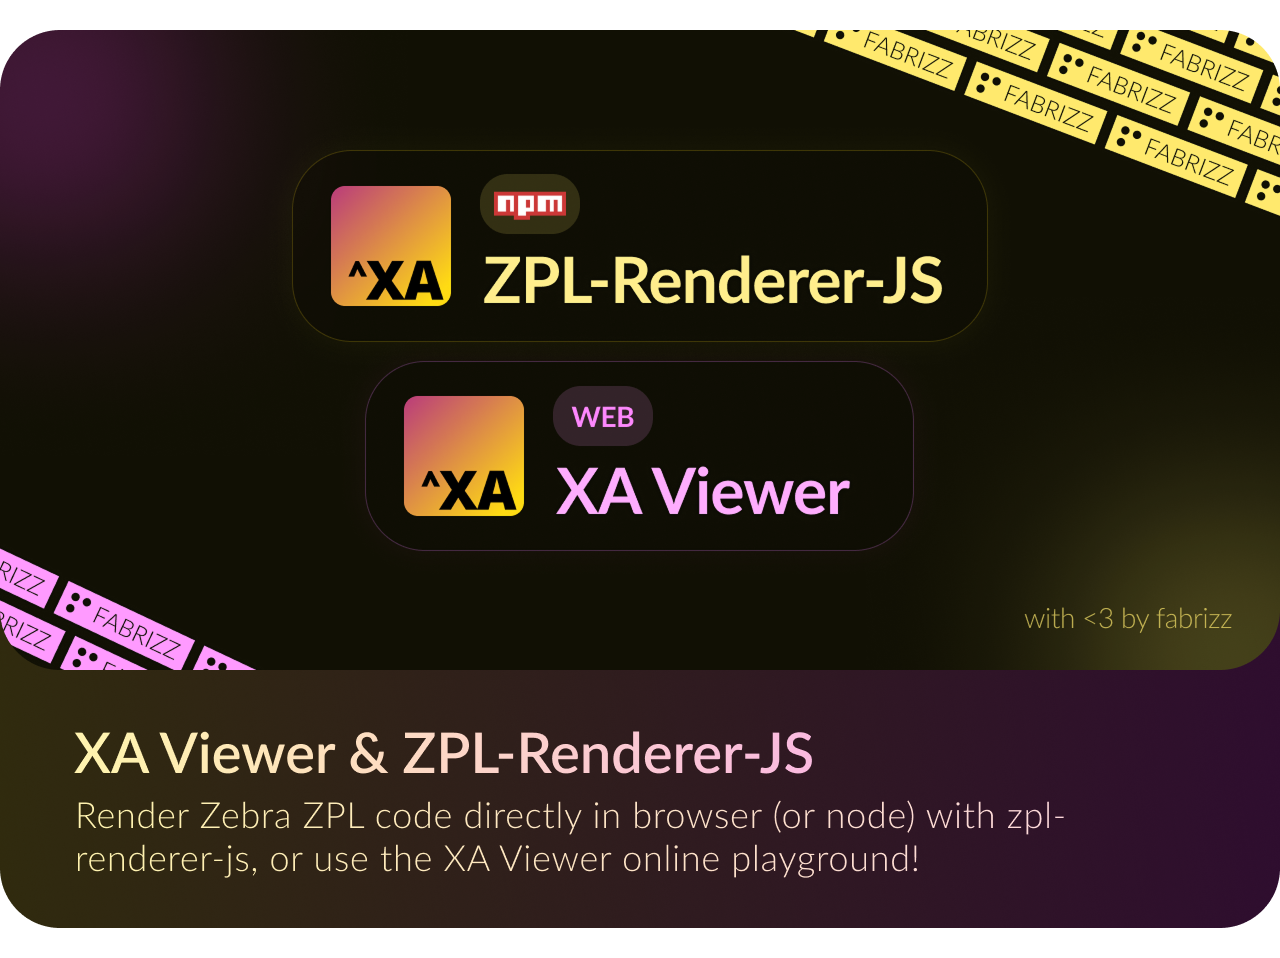 FABRIZZ FABRIZZ FABRIZZ
FABRIZZ FABRIZZ
FABRIZZ
FABRIZZ
npm
^XA
ZPL-Renderer-JS
WEB
^XA
XA Viewer
FABRIZZ
with <3 by fabrizz
XA Viewer & ZPL-Renderer-JS
Render Zebra ZPL code directly in browser (or node) with zpl-
renderer-js, or use the XA Viewer online playground!